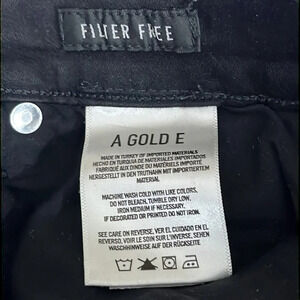 FILTER FREE
A GOLD E
MADE IN TURKEY OF IMPORTED MATERIALS
HECHO EN TURQUIA DE MATERIALES IMPORTADOS
FABRIQUE AUX DINDE DU MATÉRIELS IMPORTÉS
HERGESTELLT IN DEN TRUTHAHN MIT IMPORTIERTEM
MATERIAL
MACHINE WASH COLD WITH LIKE COLORS,
DO NOT BLEACH, TUMBLE DRY LOW,
IRON MEDIUM IF NECESSARY,
IF DECORATED OR PRINTED DO NOT IRON.
SEE CARE ON REVERSE. VER EL CUIDADO EN EL
REVERSO, VOIR LE SOIN SUR L'INVERS. SEHEN
WASCHHINWEISE AUF DER RÜCKSEITE